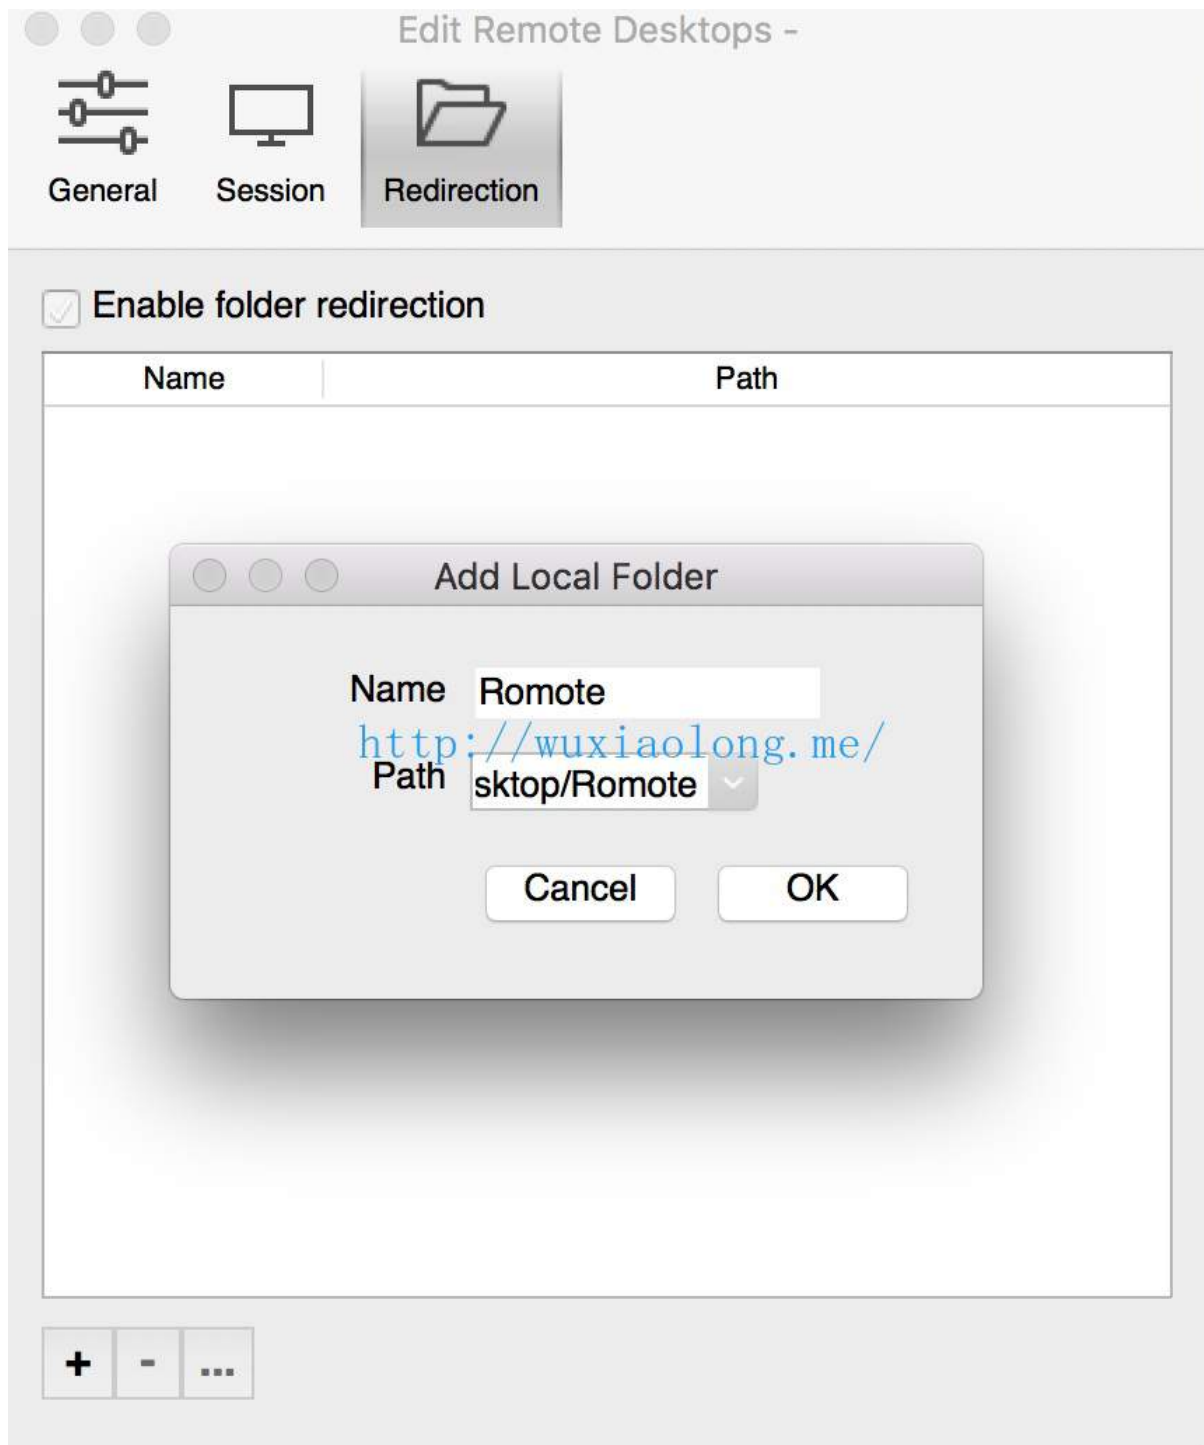 Edit Remote Desktops -
General Session Redirection
Enable folder redirection
Name Path
Add Local Folder
Name Romote
http://wuxiaolong.me/
Path sktop/Romote
Cancel OK
+ - ...